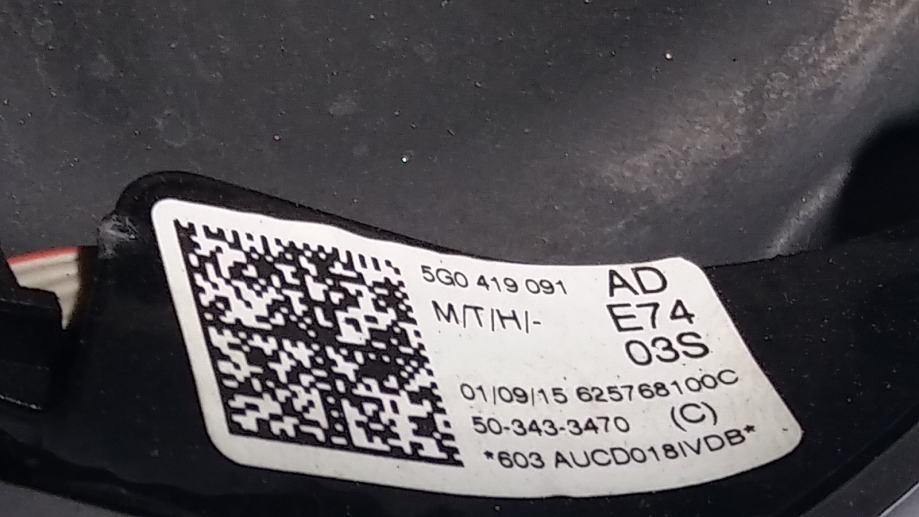 5G0 419 091 AD
M/T/H/- E74
03S
01/09/15 625768100C
50-343-3470 (C)
*603 AUCD018IVDB*